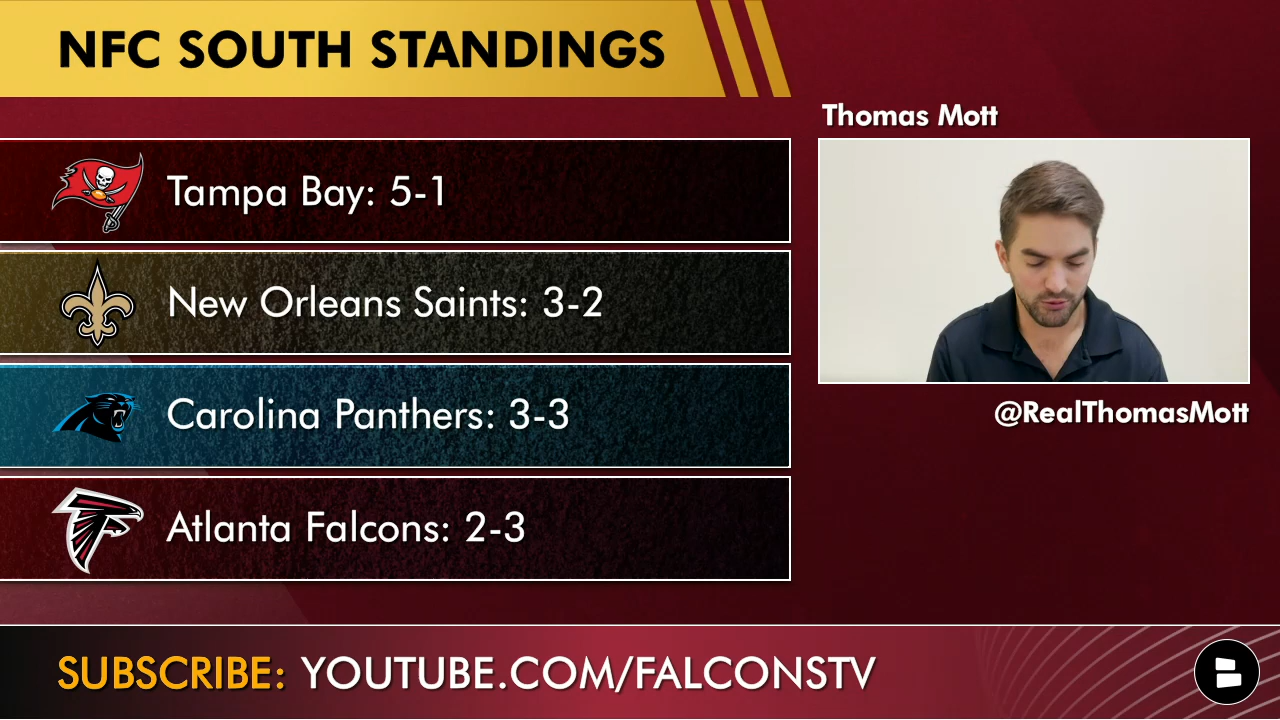 NFC SOUTH STANDINGS
Thomas Mott
Tampa Bay: 5-1
New Orleans Saints: 3-2
Carolina Panthers: 3-3
@RealThomasMott
Atlanta Falcons: 2-3
SUBSCRIBE: YOUTUBE.COM/FALCONSTV